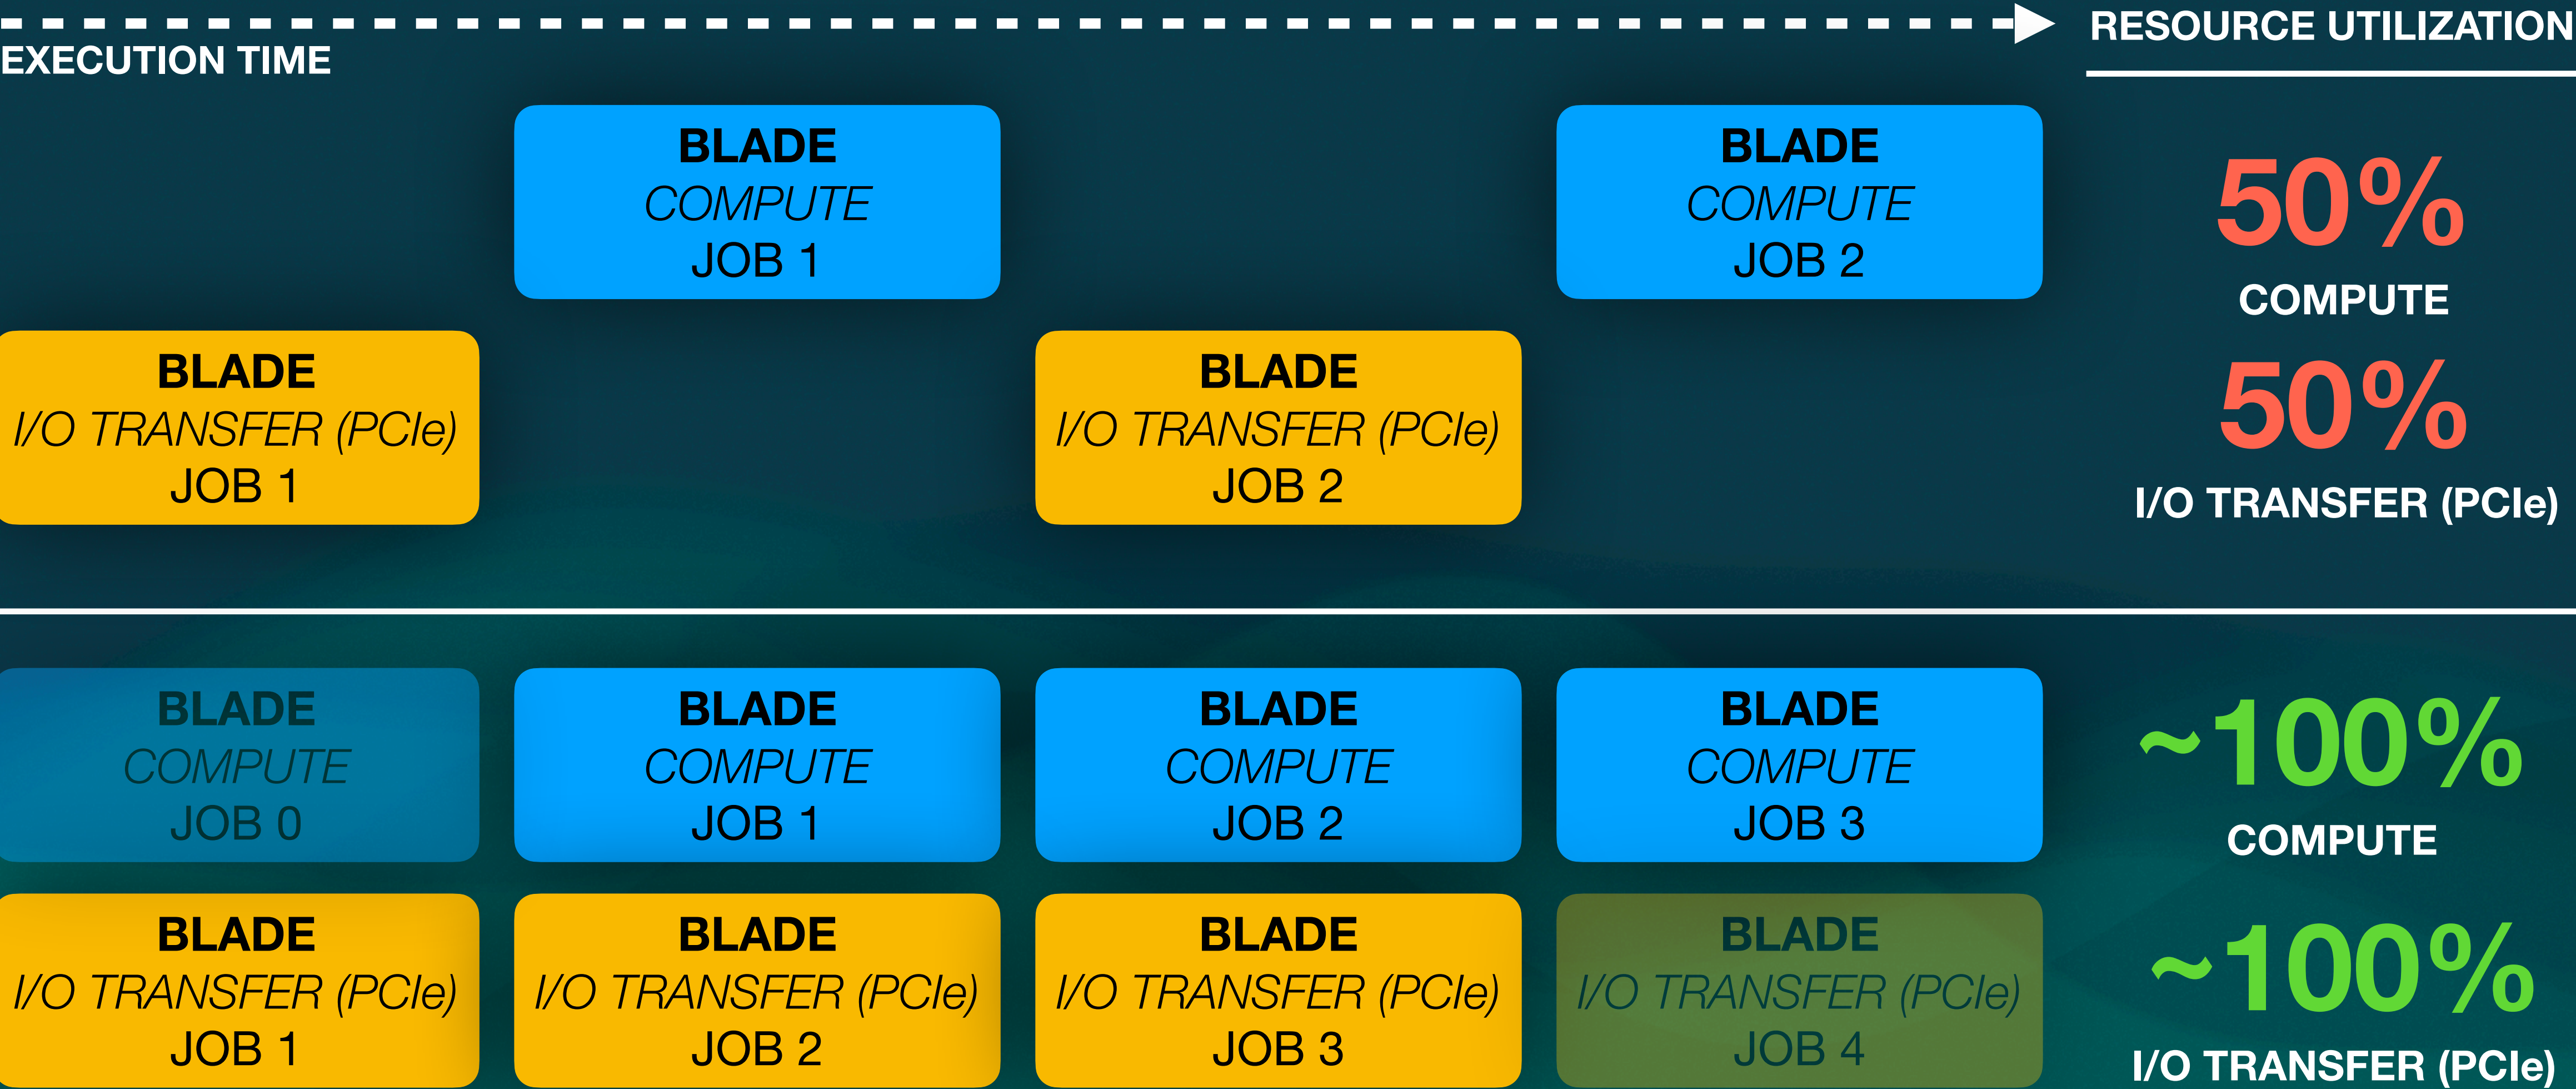 EXECUTION TIME
RESOURCE UTILIZATION
BLADE
COMPUTE
JOB 1
BLADE
COMPUTE
JOB 2
50%
COMPUTE
BLADE
I/O TRANSFER (PCIe)
JOB 1
BLADE
I/O TRANSFER (PCIe)
JOB 2
50%
I/O TRANSFER (PCIe)
BLADE
COMPUTE
JOB 0
BLADE
COMPUTE
JOB 1
BLADE
COMPUTE
JOB 2
BLADE
COMPUTE
JOB 3
~100%
COMPUTE
BLADE
I/O TRANSFER (PCIe)
JOB 1
BLADE
I/O TRANSFER (PCIe)
JOB 2
BLADE
I/O TRANSFER (PCIe)
JOB 3
BLADE
I/O TRANSFER (PCIe)
JOB 4
~100%
I/O TRANSFER (PCIe)